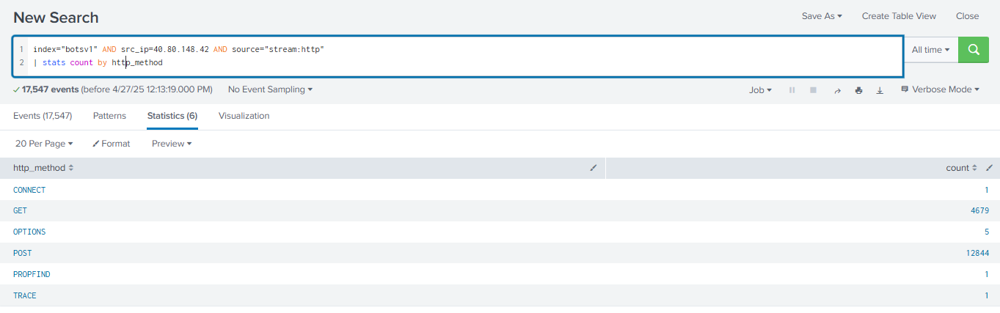 New Search
Save As Create Table View Close
1 index="botsv1" AND src_ip=40.80.148.42 AND source="stream:http"
2 | stats count by http_method
All time
17,547 events (before 4/27/25 12:13:19.000 PM) No Event Sampling
Job Verbose Mode
Events (17,547) Patterns Statistics (6) Visualization
20 Per Page Format Preview
http_method count
CONNECT 1
GET 4679
OPTIONS 5
POST 12844
PROPFIND 1
TRACE 1